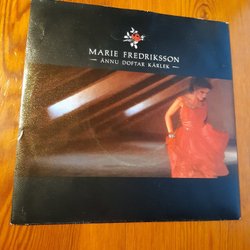 MARIE FREDRIKSSON
— ÄNNU DOFTAR KÄRLEK —